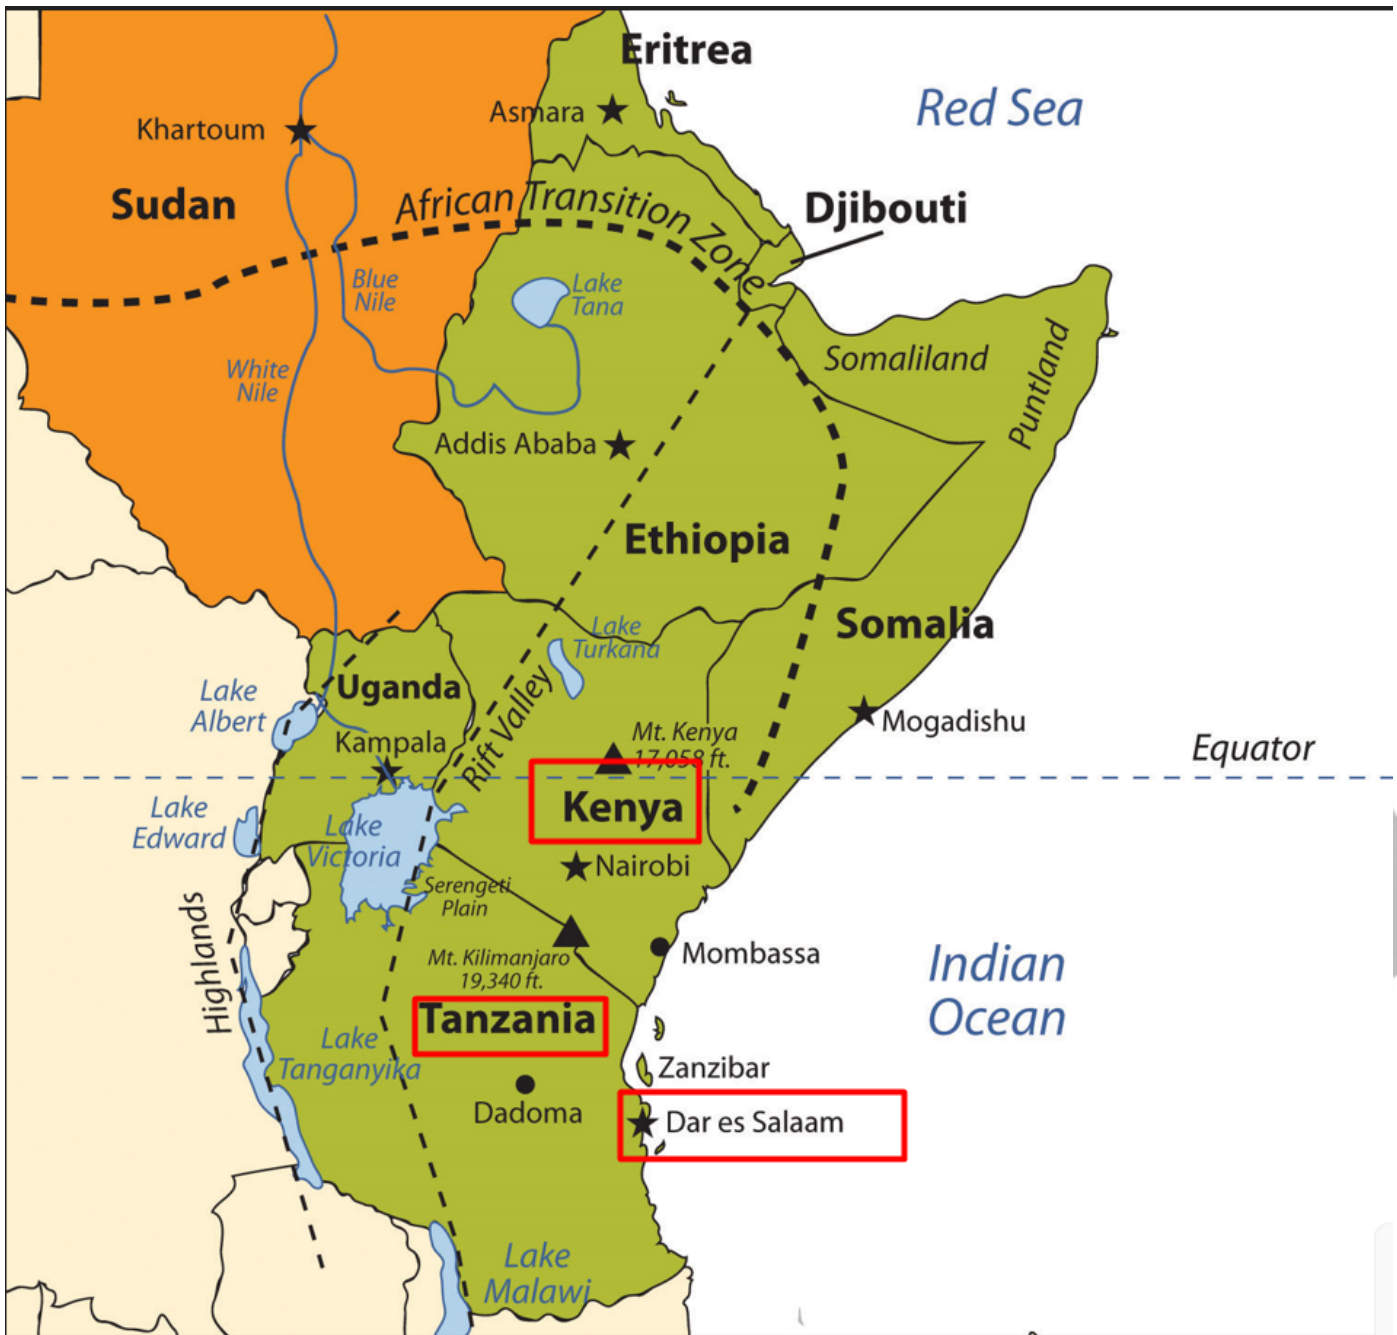 Eritrea
Asmara
Red Sea
Khartoum
Sudan
African Transition Zone
Djibouti
Blue
Nile
Lake
Tana
White
Nile
Somaliland
Puntland
Addis Ababa
Ethiopia
Somalia
Lake
Turkana
Uganda
Lake
Albert
Rift Valley
Mogadishu
Mt. Kenya
17,058 ft.
Kampala
Equator
Kenya
Lake
Edward
Lake
Victoria
Nairobi
Serengeti
Plain
Highlands
Mombassa
Mt. Kilimanjaro
19,340 ft.
Indian
Ocean
Tanzania
Lake
Tanganyika
Zanzibar
Dadoma
Dar es Salaam
Lake
Malawi